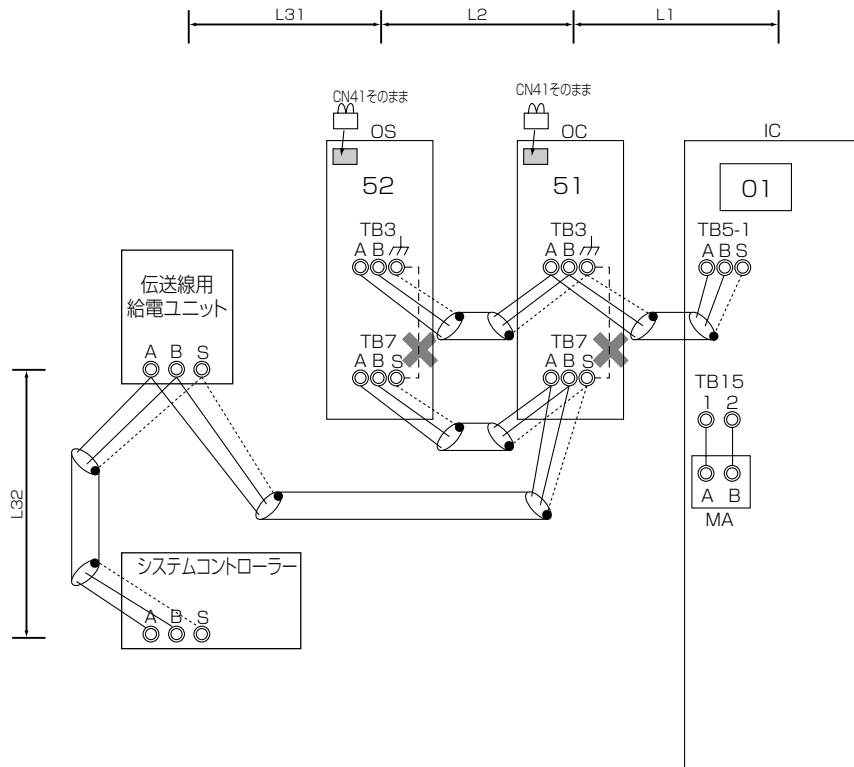 L31 L2 L1
CN41そのまま CN41そのまま
OS OC IC
52 51 01
TB3 TB3 TB5-1
A B A B A B S
伝送線用
給電ユニット
TB7 TB7
A B S A B S A B S
TB15
1 2
A B
MA
L32
システムコントローラー
A B S